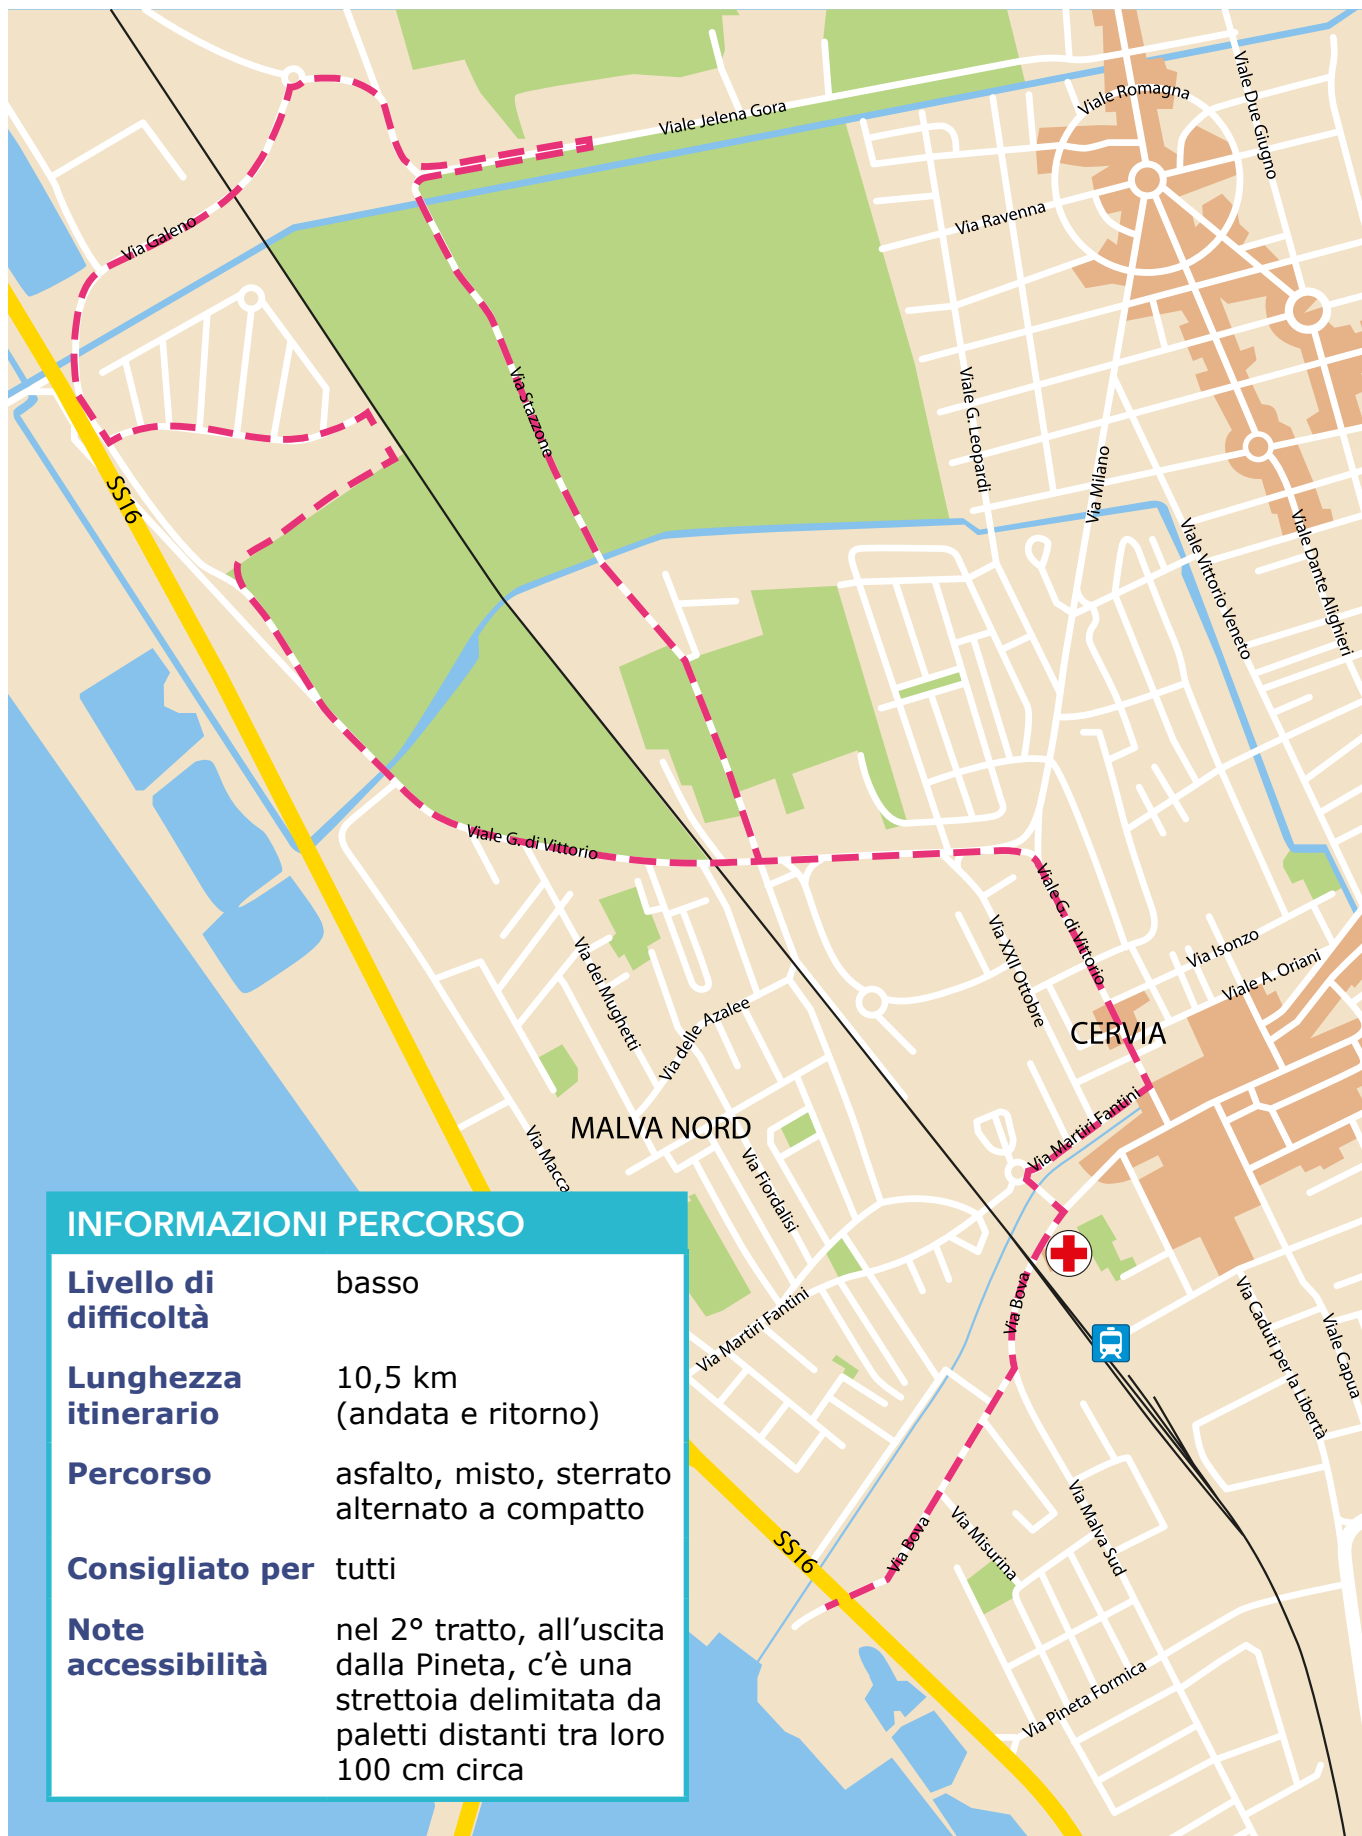 Viale Jelena Gora
Viale Romagna
Viale Due Giugno
Via Ravenna
Via Galeno
Via Stazzone
Viale G. Leopardi
Via Milano
SS16
Viale Vittorio Veneto
Viale Dante Alighieri
Viale G. di Vittorio
Viale G. di Vittorio
Via XXII Ottobre
Via Isonzo
Viale A. Oriani
Via dei Mughetti
Via delle Azalee
CERVIA
MALVA NORD
Via Martiri Fantini
Via Macca
Via Fiordalisi
Via Martiri Fantini
Via Bova
Via Caduti per la Libertà
Viale Capua
SS16
Via Bova
Via Misurina
Via Malva Sud
Via Pineta Formica
INFORMAZIONI PERCORSO
Livello di
difficoltà
basso
Lunghezza
itinerario
10,5 km
(andata e ritorno)
Percorso
asfalto, misto, sterrato
alternato a compatto
Consigliato per
tutti
Note
accessibilità
nel 2° tratto, all’uscita
dalla Pineta, c’è una
strettoia delimitata da
paletti distanti tra loro
100 cm circa